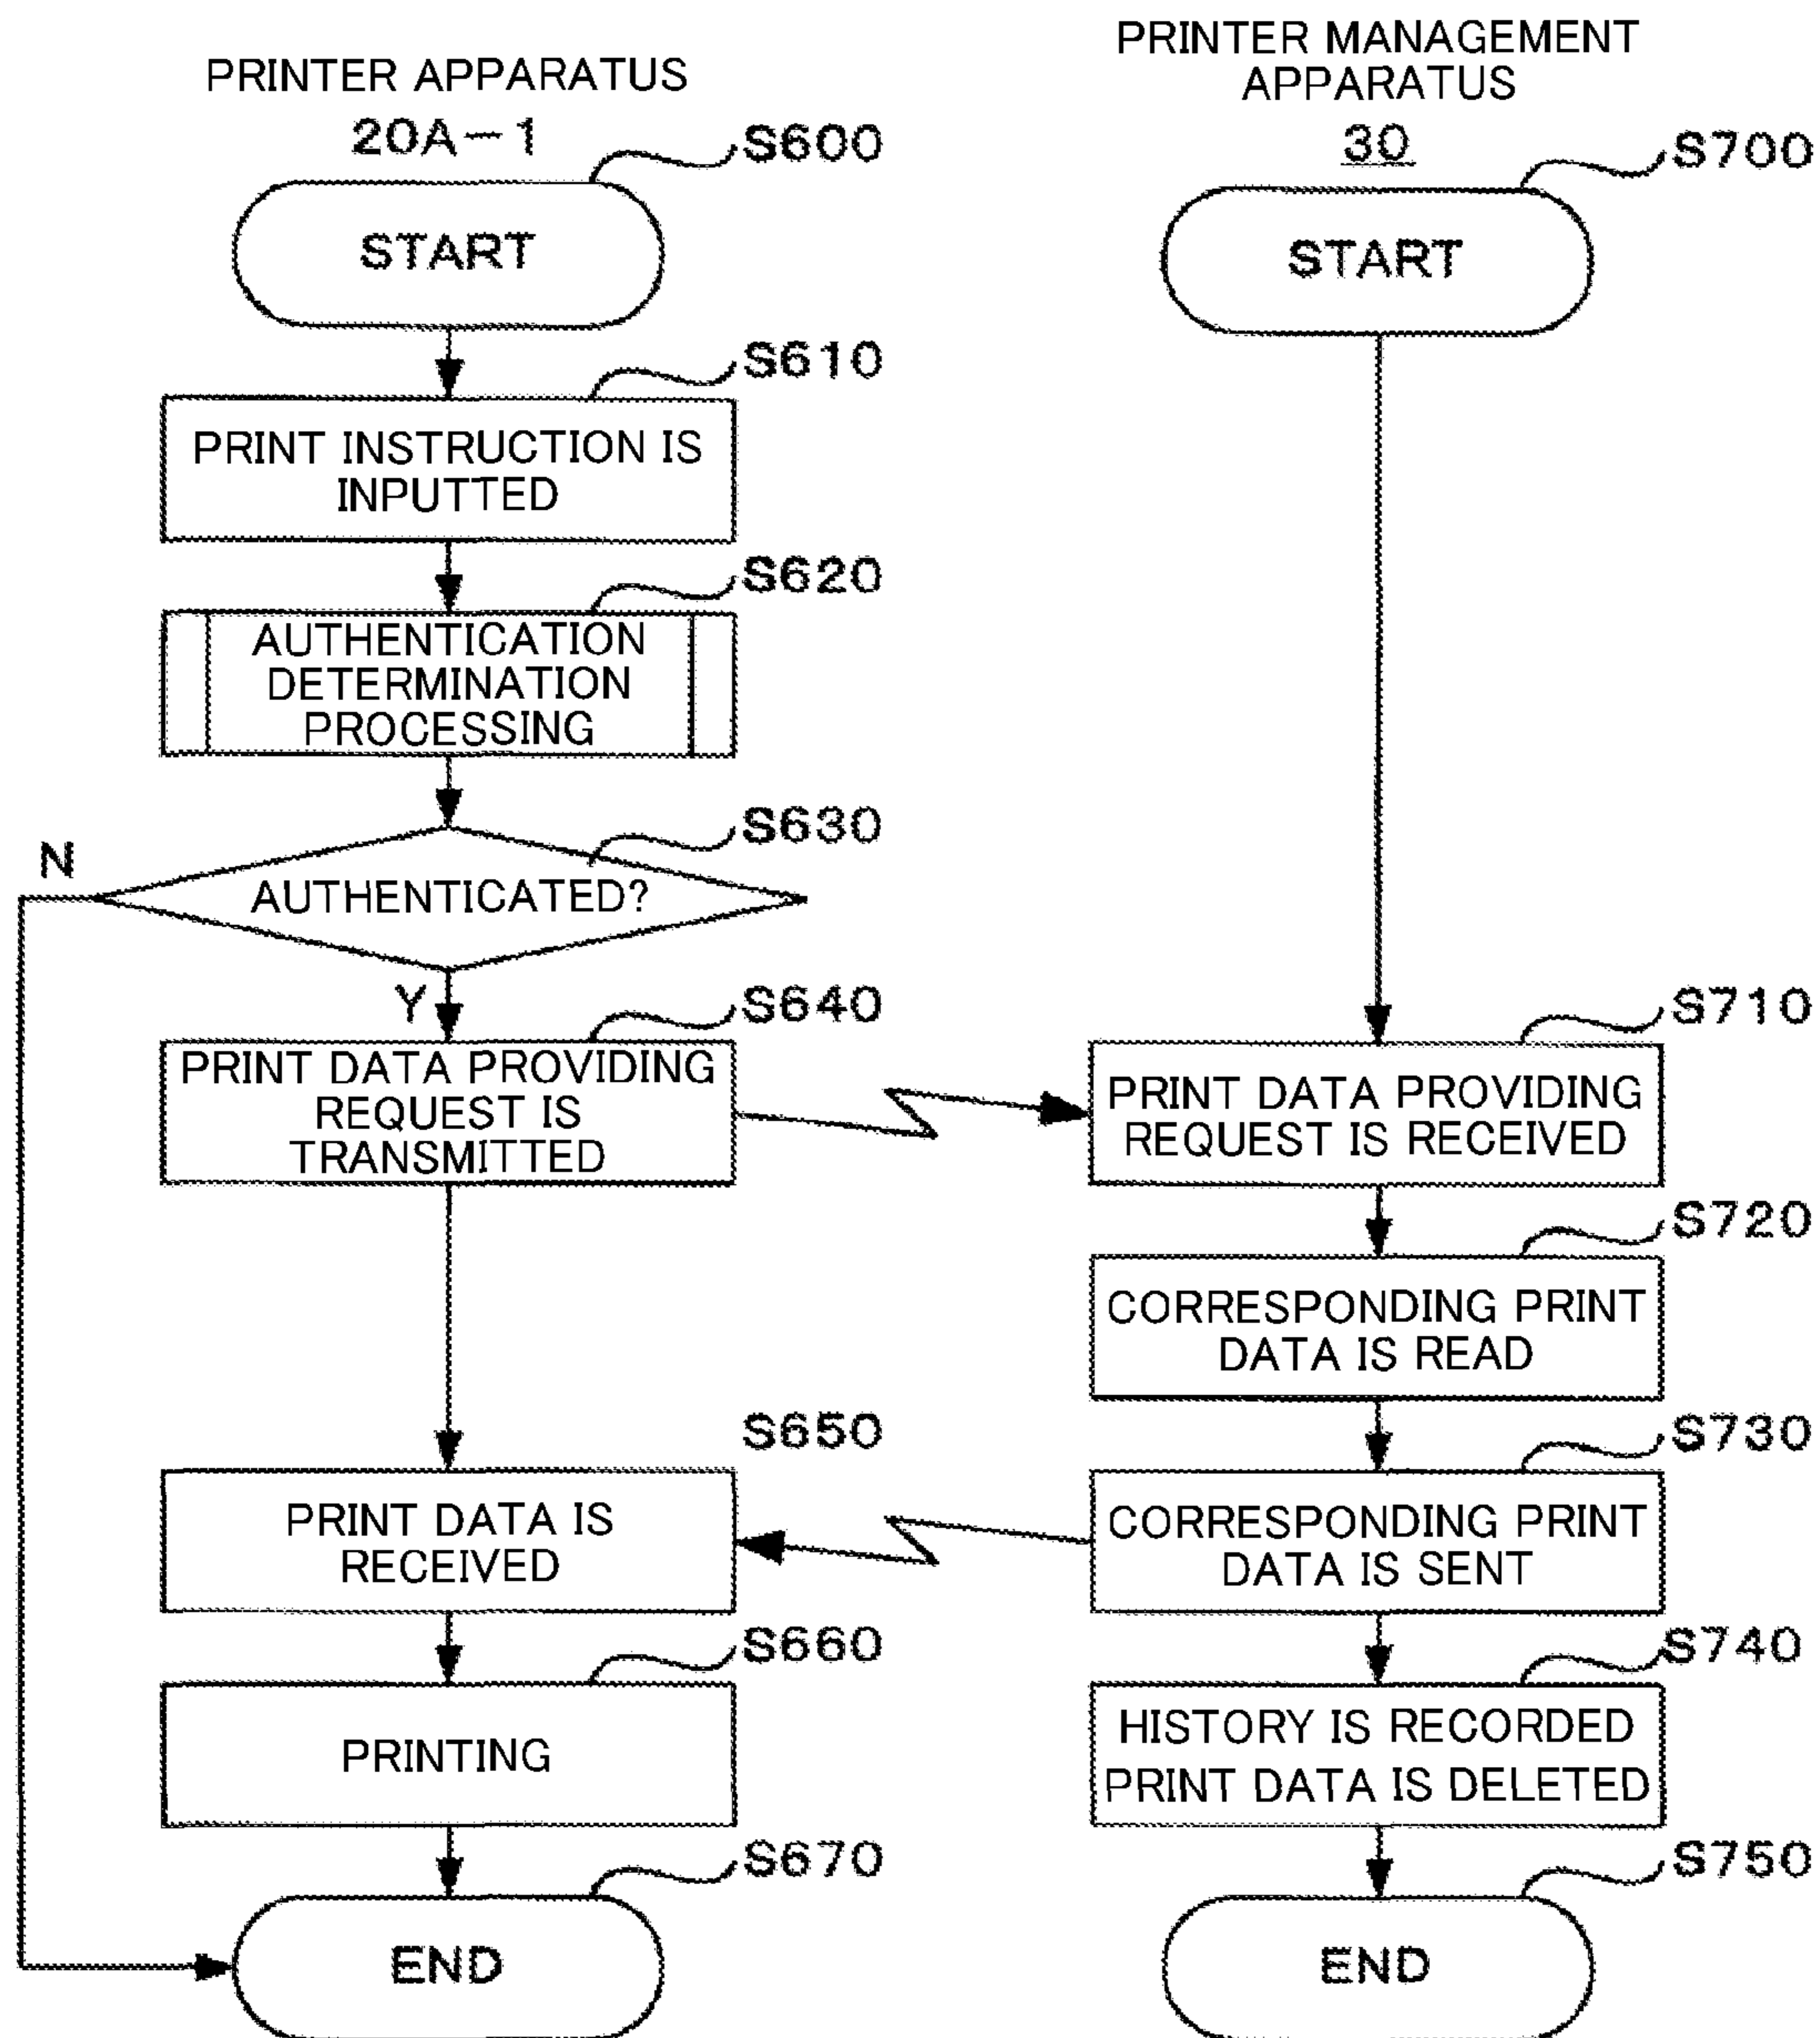 PRINTER APPARATUS
20A-1
S600
START
S610
PRINT INSTRUCTION IS
INPUTTED
S620
AUTHENTICATION
DETERMINATION
PROCESSING
S630
N
AUTHENTICATED?
Y
S640
PRINT DATA PROVIDING
REQUEST IS
TRANSMITTED
S650
PRINT DATA IS
RECEIVED
S660
PRINTING
S670
END
PRINTER MANAGEMENT
APPARATUS
30
S700
START
S710
PRINT DATA PROVIDING
REQUEST IS RECEIVED
S720
CORRESPONDING PRINT
DATA IS READ
S730
CORRESPONDING PRINT
DATA IS SENT
S740
HISTORY IS RECORDED
PRINT DATA IS DELETED
S750
END